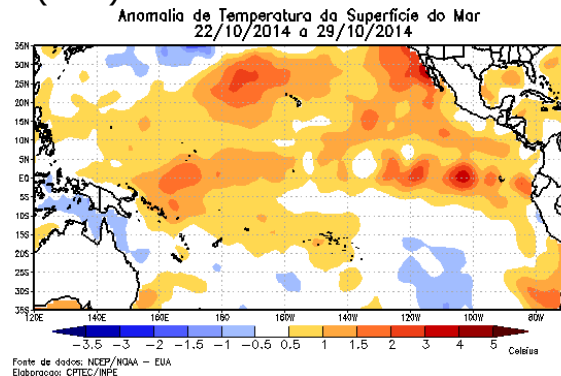 Anomalia de Temperatura da Superfície do Mar
22/10/2014 a 29/10/2014
35N
30N
25N
20N
15N
10N
5N
EQ
5S
10S
15S
20S
25S
30S
35S
120E 140E 160E 180 160W 140W 120W 100W 80W
-3.5 -3 -2 -1.5 -1 -0.5 0.5 1 1.5 2 3 4 5 Celsius
Fonte de dados: NCEP/NOAA - EUA
Elaboracao: CPTEC/INPE